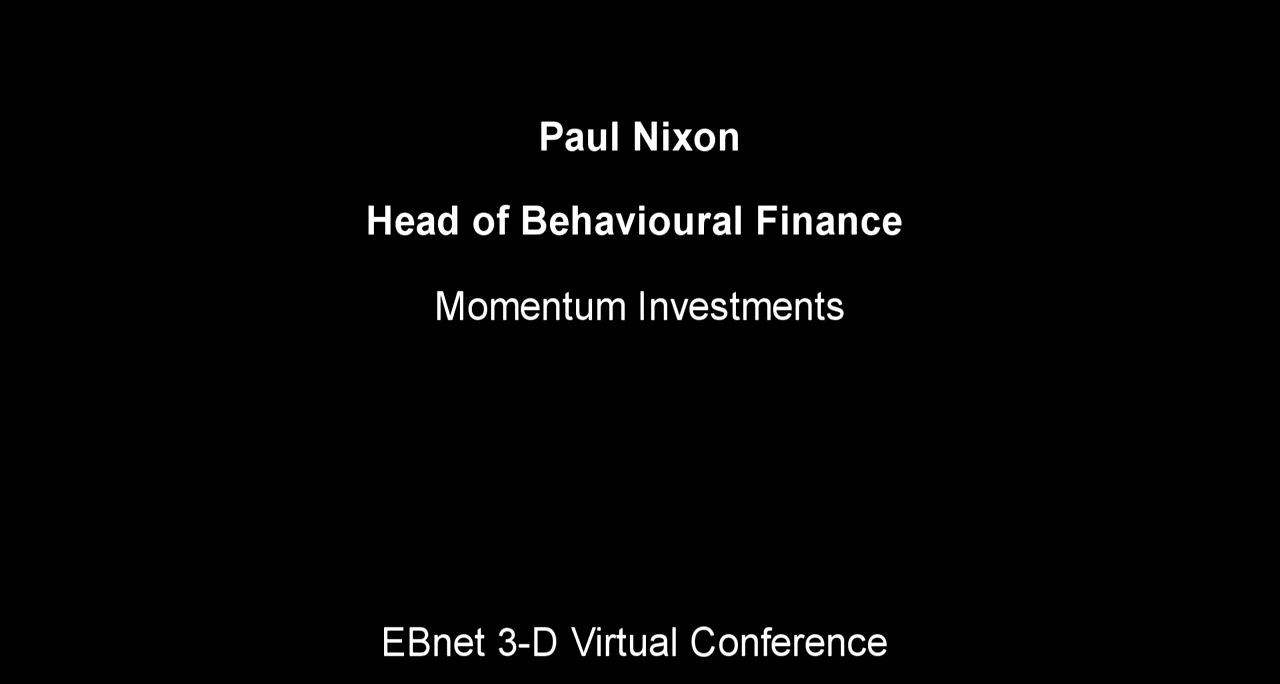 Paul Nixon
Head of Behavioural Finance
Momentum Investments
EBnet 3-D Virtual Conference